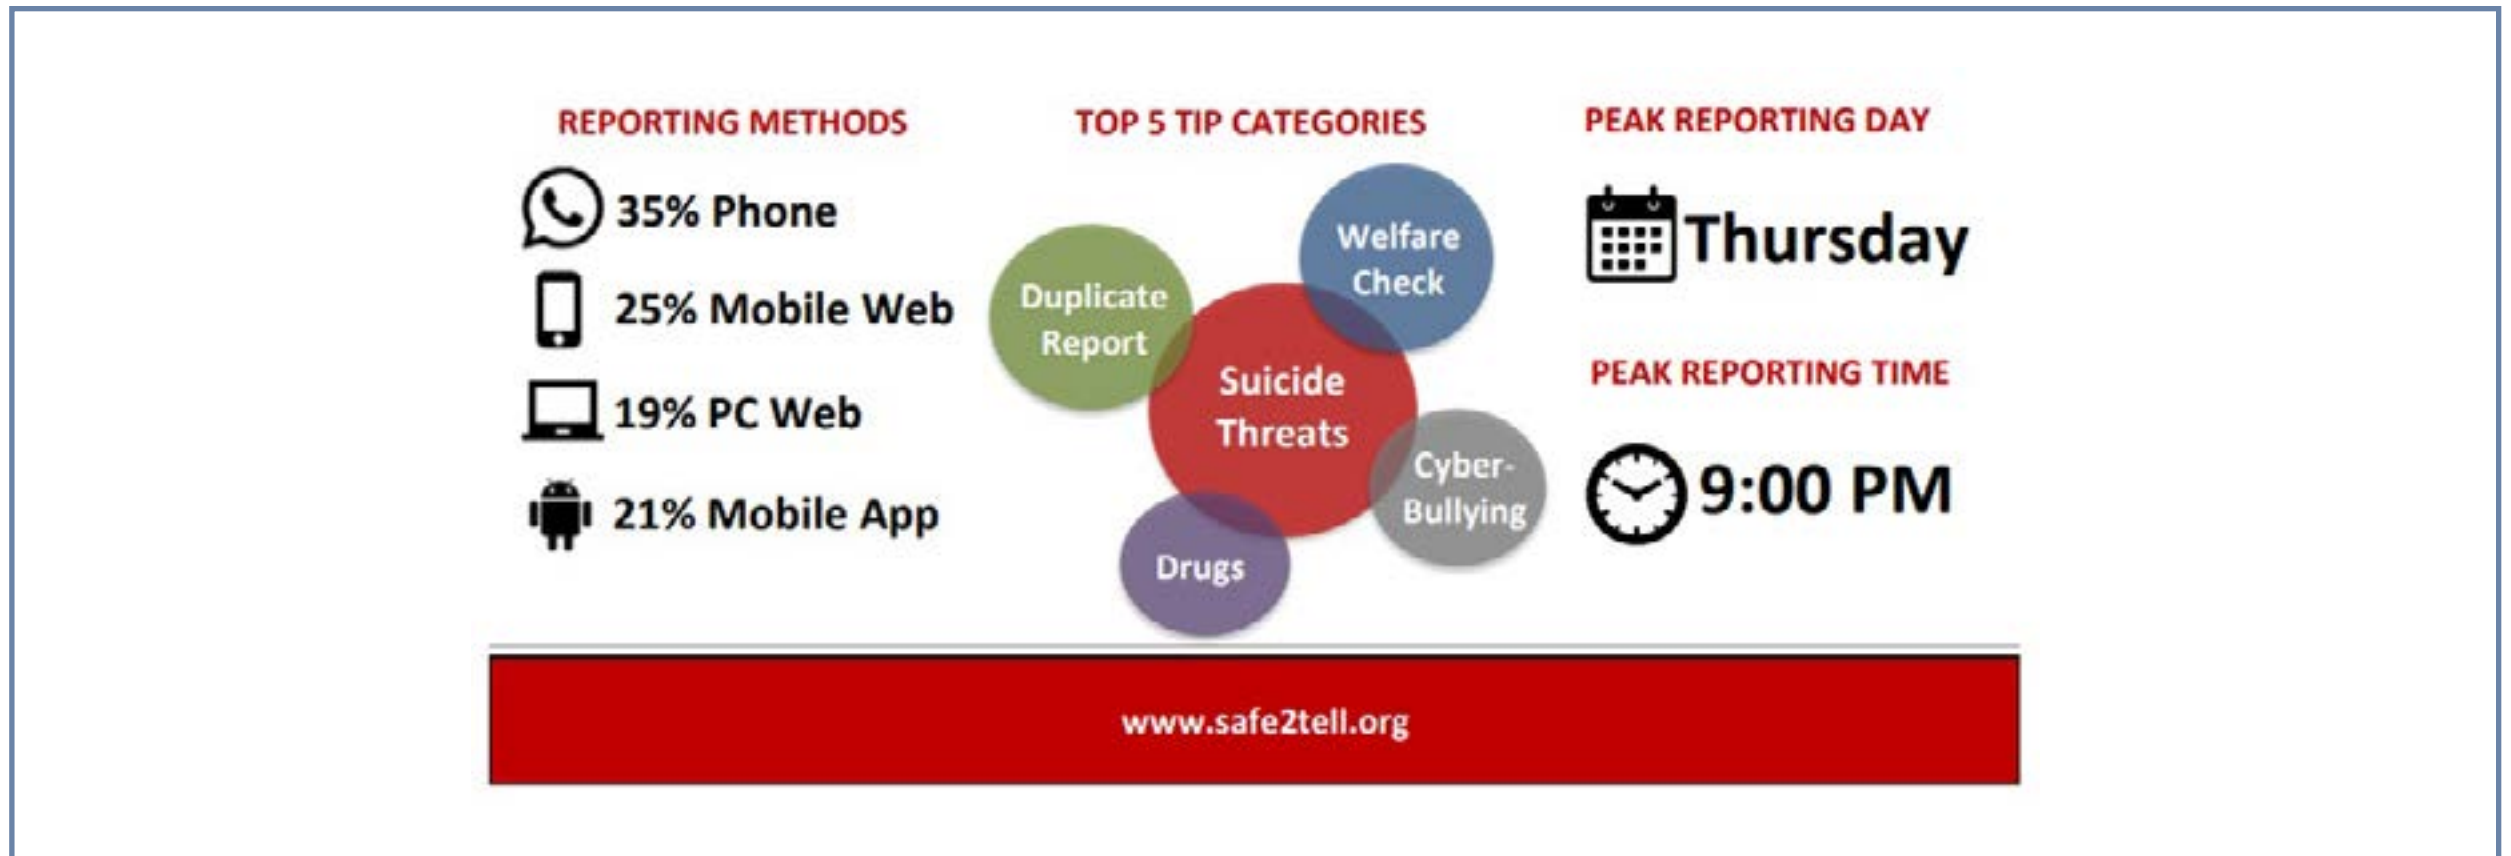 REPORTING METHODS
35% Phone
25% Mobile Web
19% PC Web
21% Mobile App
TOP 5 TIP CATEGORIES
Welfare
Check
Duplicate
Report
Suicide
Threats
Cyber-
Bullying
Drugs
PEAK REPORTING DAY
Thursday
PEAK REPORTING TIME
9:00 PM
www.safe2tell.org